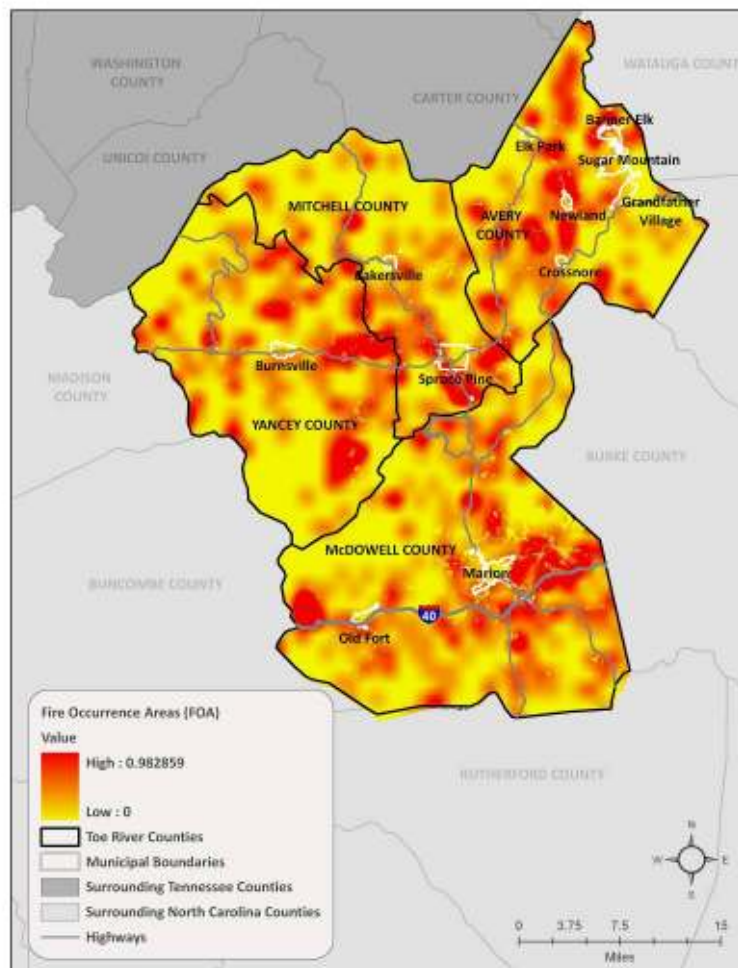 WASHINGTON
COUNTY
WATAUGA COUNTY
CARTER COUNTY
UNICOI COUNTY
Banner Elk
Elk Park
Sugar Mountain
MITCHELL COUNTY
AVERY
COUNTY
Newland
Grandfather
Village
Bakersville
Crossnore
MADISON
COUNTY
Burnsville
Spruce Pine
YANCEY COUNTY
BURKE COUNTY
McDOWELL COUNTY
Marion
BUNCOMBE COUNTY
40
Old Fort
RUTHERFORD COUNTY
Fire Occurrence Areas (FOA)
Value
High : 0.982859
Low : 0
Toe River Counties
Municipal Boundaries
Surrounding Tennessee Counties
Surrounding North Carolina Counties
Highways
N
W E
S
0 3.75 7.5 15
Miles